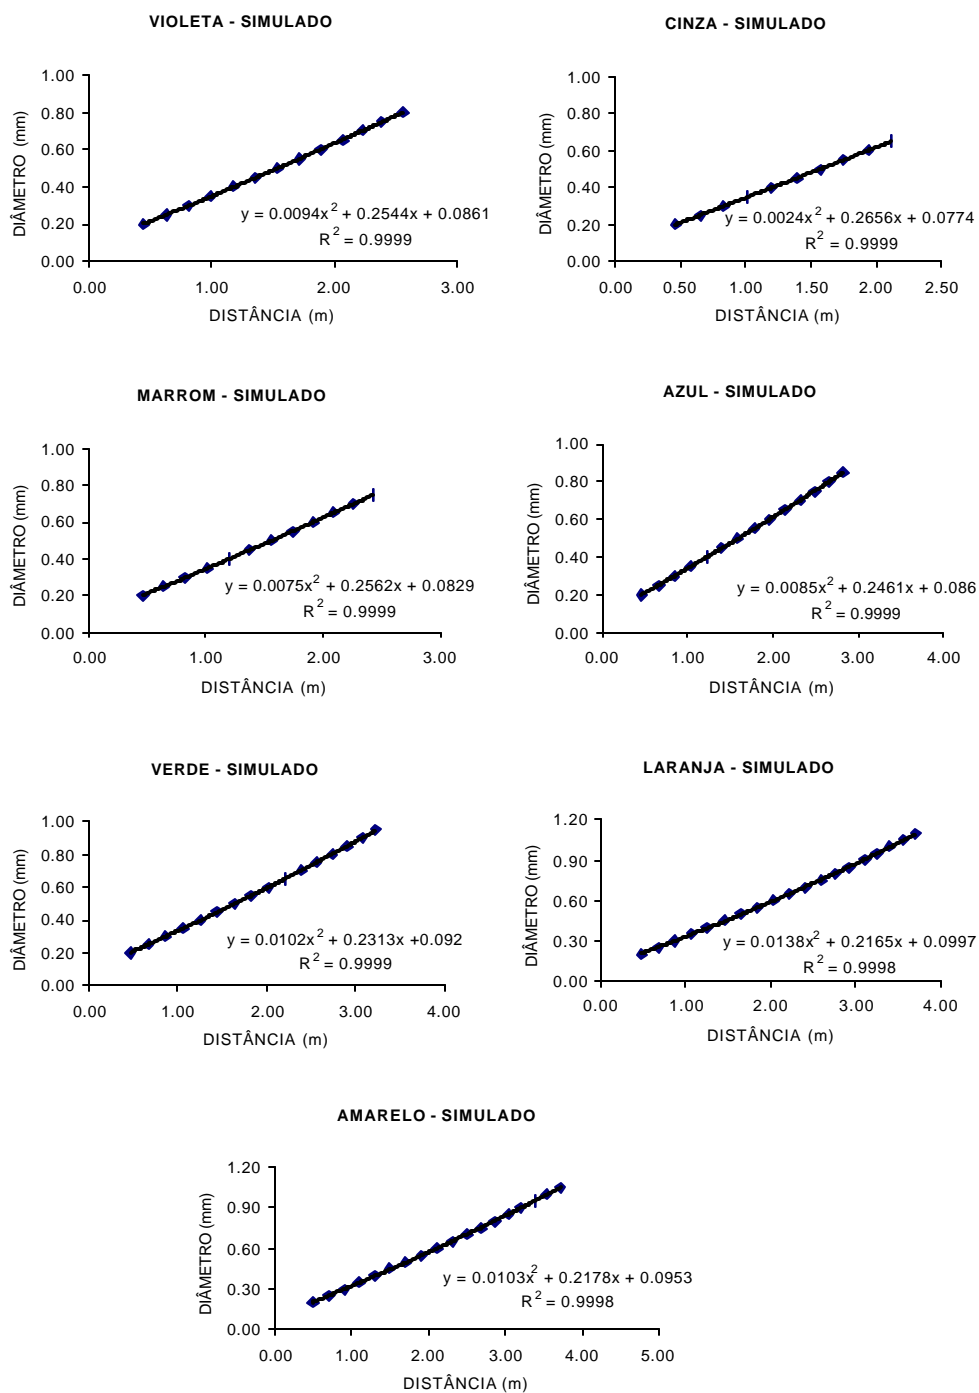 VIOLETA - SIMULADO
1.00
0.80
0.60
0.40
0.20
0.00
DIÂMETRO (mm)
y = 0.0094x² + 0.2544x + 0.0861
R² = 0.9999
0.00 1.00 2.00 3.00
DISTÂNCIA (m)
CINZA - SIMULADO
1.00
0.80
0.60
0.40
0.20
0.00
DIÂMETRO (mm)
y = 0.0024x² + 0.2656x + 0.0774
R² = 0.9999
0.00 0.50 1.00 1.50 2.00 2.50
DISTÂNCIA (m)
MARROM - SIMULADO
1.00
0.80
0.60
0.40
0.20
0.00
DIÂMETRO (mm)
y = 0.0075x² + 0.2562x + 0.0829
R² = 0.9999
0.00 1.00 2.00 3.00
DISTÂNCIA (m)
AZUL - SIMULADO
1.00
0.80
0.60
0.40
0.20
0.00
DIÂMETRO (mm)
y = 0.0085x² + 0.2461x + 0.086
R² = 0.9999
0.00 1.00 2.00 3.00 4.00
DISTÂNCIA (m)
VERDE - SIMULADO
1.00
0.80
0.60
0.40
0.20
0.00
DIÂMETRO (mm)
y = 0.0102x² + 0.2313x +0.092
R² = 0.9999
0.00 1.00 2.00 3.00 4.00
DISTÂNCIA (m)
LARANJA - SIMULADO
1.20
0.90
0.60
0.30
0.00
DIÂMETRO (mm)
y = 0.0138x² + 0.2165x + 0.0997
R² = 0.9998
0.00 1.00 2.00 3.00 4.00
DISTÂNCIA (m)
AMARELO - SIMULADO
1.20
0.90
0.60
0.30
0.00
DIÂMETRO (mm)
y = 0.0103x² + 0.2178x + 0.0953
R² = 0.9998
0.00 1.00 2.00 3.00 4.00 5.00
DISTÂNCIA (m)